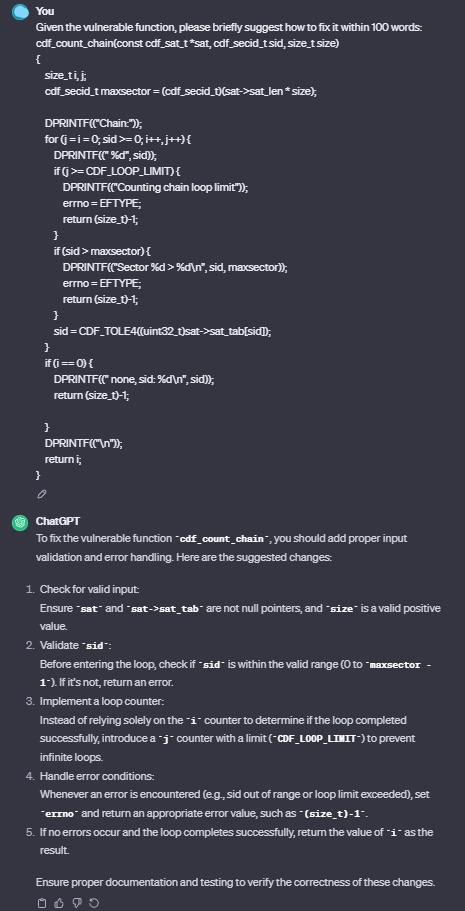 You
Given the vulnerable function, please briefly suggest how to fix it within 100 words:
cdf_count_chain(const cdf_sat_t *sat, cdf_secid_t sid, size_t size)
{
size_t i, j;
cdf_secid_t maxsector = (cdf_secid_t)(sat->sat_len * size);
DPRINTF(("Chain:"));
for (j = i = 0; sid >= 0; i++, j++) {
DPRINTF((" %d", sid));
if (j >= CDF_LOOP_LIMIT) {
DPRINTF(("Counting chain loop limit"));
errno = EFTYPE;
return (size_t)-1;
}
if (sid > maxsector) {
DPRINTF(("Sector %d > %d\n", sid, maxsector));
errno = EFTYPE;
return (size_t)-1;
}
sid = CDF_TOLE4((uint32_t)sat->sat_tab[sid]);
}
if (i == 0) {
DPRINTF((" none, sid: %d\n", sid));
return (size_t)-1;
}
DPRINTF(("\n"));
return i;
}
ChatGPT
To fix the vulnerable function `cdf_count_chain`, you should add proper input
validation and error handling. Here are the suggested changes:
1. Check for valid input:
Ensure `sat` and `sat->sat_tab` are not null pointers, and `size` is a valid positive
value.
2. Validate `sid`:
Before entering the loop, check if `sid` is within the valid range (0 to `maxsector -
1`). If it's not, return an error.
3. Implement a loop counter:
Instead of relying solely on the `i` counter to determine if the loop completed
successfully, introduce a `j` counter with a limit (`CDF_LOOP_LIMIT`) to prevent
infinite loops.
4. Handle error conditions:
Whenever an error is encountered (e.g., sid out of range or loop limit exceeded), set
`errno` and return an appropriate error value, such as `(size_t)-1`.
5. If no errors occur and the loop completes successfully, return the value of `i` as the
result.
Ensure proper documentation and testing to verify the correctness of these changes.